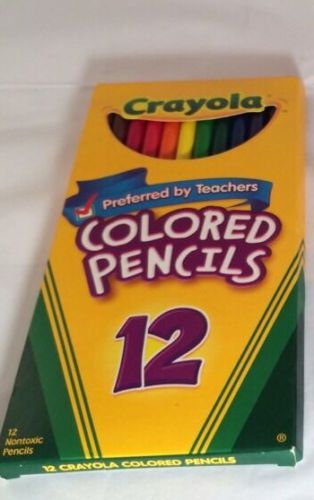 Crayola
Preferred by Teachers
COLORED
PENCILS
12
12
Nontoxic
Pencils
®
12 CRAYOLA COLORED PENCILS